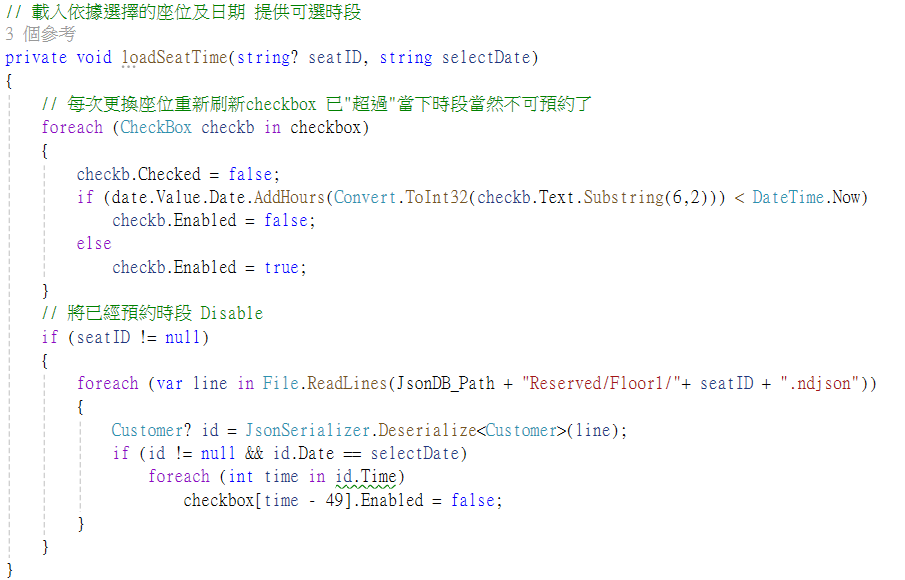 // 載入依據選擇的座位及日期 提供可選時段
3 個參考
private void loadSeatTime(string? seatID, string selectDate)
{
    // 每次更換座位重新刷新checkbox 已"超過"當下時段當然不可預約了
    foreach (CheckBox checkb in checkbox)
    {
        checkb.Checked = false;
        if (date.Value.Date.AddHours(Convert.ToInt32(checkb.Text.Substring(6,2))) < DateTime.Now)
            checkb.Enabled = false;
        else
            checkb.Enabled = true;
    }
    // 將已經預約時段 Disable
    if (seatID != null)
    {
        foreach (var line in File.ReadLines(JsonDB_Path + "Reserved/Floor1/"+ seatID + ".ndjson"))
        {
            Customer? id = JsonSerializer.Deserialize<Customer>(line);
            if (id != null && id.Date == selectDate)
                foreach (int time in id.Time)
                    checkbox[time - 49].Enabled = false;
        }
    }
}